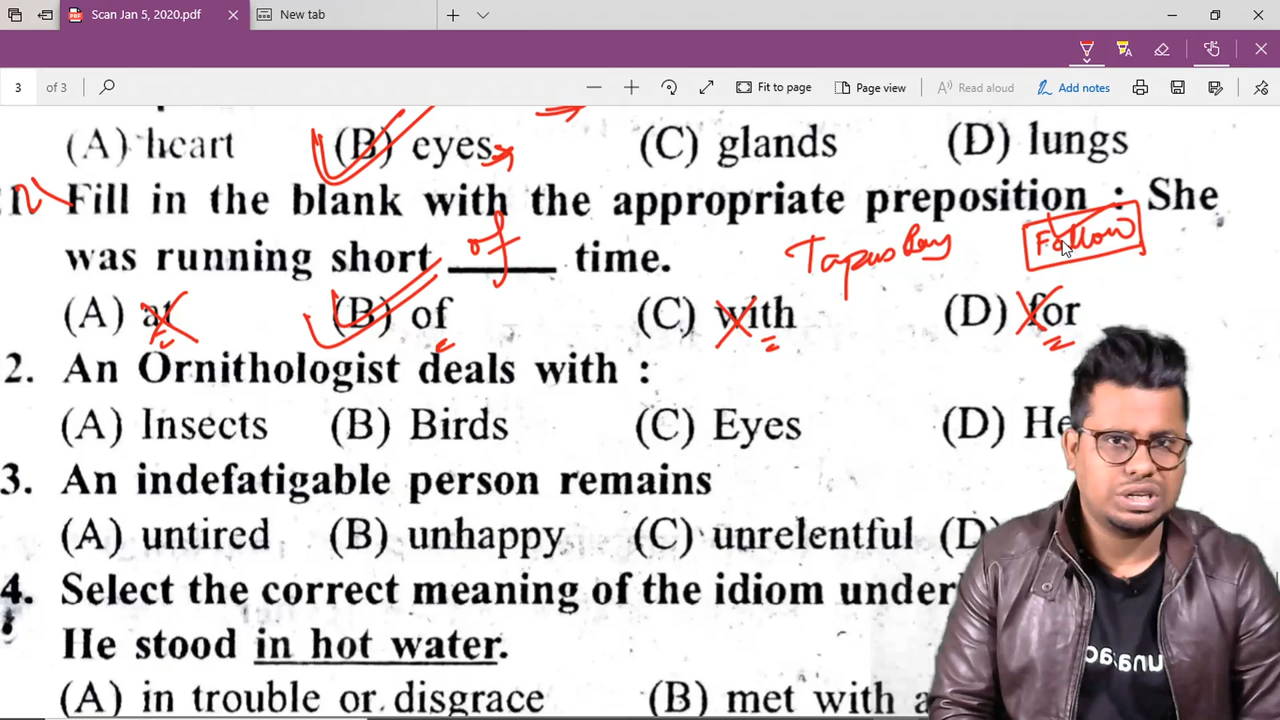 Scan Jan 5, 2020.pdf
New tab
3 of 3
Fit to page
Page view
Read aloud
Add notes
(A) heart (B) eyes (C) glands (D) lungs
Fill in the blank with the appropriate preposition : She
was running short of time.
Follow
(A) at (B) of (C) with (D) for
2. An Ornithologist deals with :
(A) Insects (B) Birds (C) Eyes (D) He
3. An indefatigable person remains
(A) untired (B) unhappy (C) unrelentful (D)
4. Select the correct meaning of the idiom under
He stood in hot water.
(A) in trouble or disgrace (B) met with a